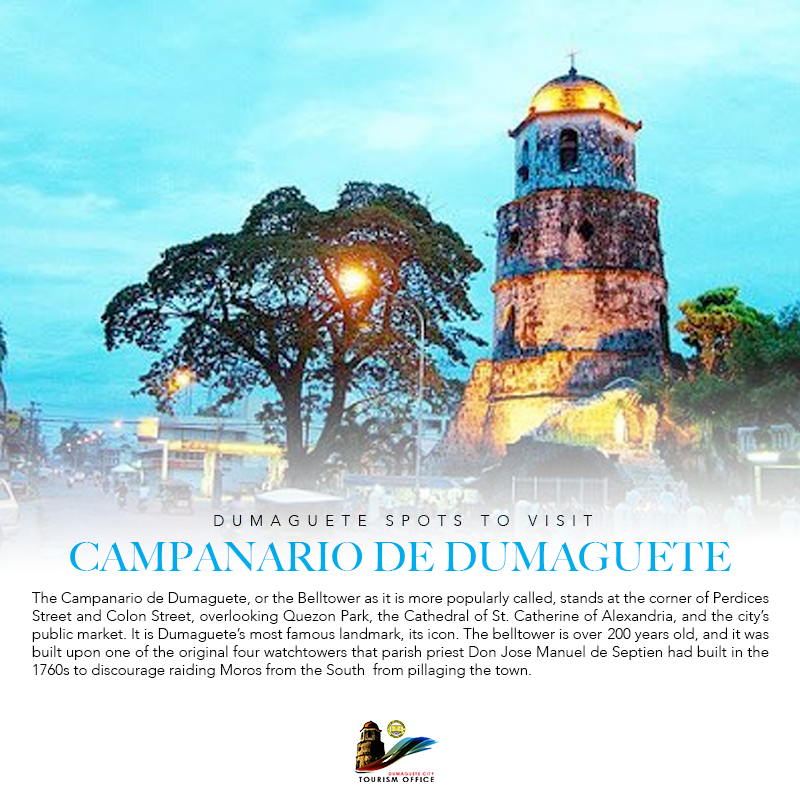 DUMAGUETE SPOTS TO VISIT
CAMPANARIO DE DUMAGUETE
The Campanario de Dumaguete, or the Belltower as it is more popularly called, stands at the corner of Perdices
Street and Colon Street, overlooking Quezon Park, the Cathedral of St. Catherine of Alexandria, and the city's
public market. It is Dumaguete's most famous landmark, its icon. The belltower is over 200 years old, and it was
built upon one of the original four watchtowers that parish priest Don Jose Manuel de Septien had built in the
1760s to discourage raiding Moros from the South from pillaging the town.
DUMAGUETE CITY
TOURISM OFFICE